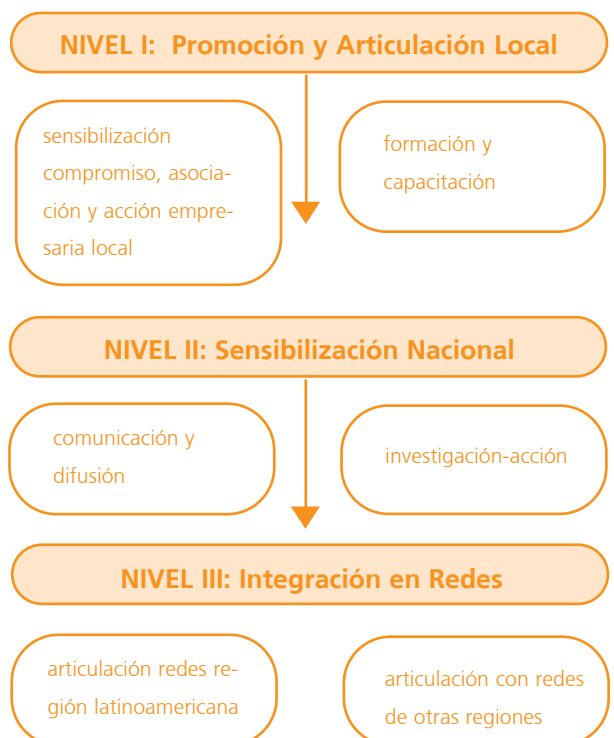 NIVEL I: Promoción y Articulación Local
sensibilización
compromiso, asocia-
ción y acción empre-
saria local
formación y
capacitación
NIVEL II: Sensibilización Nacional
comunicación y
difusión
investigación-acción
NIVEL III: Integración en Redes
articulación redes re-
gión latinoamericana
articulación con redes
de otras regiones